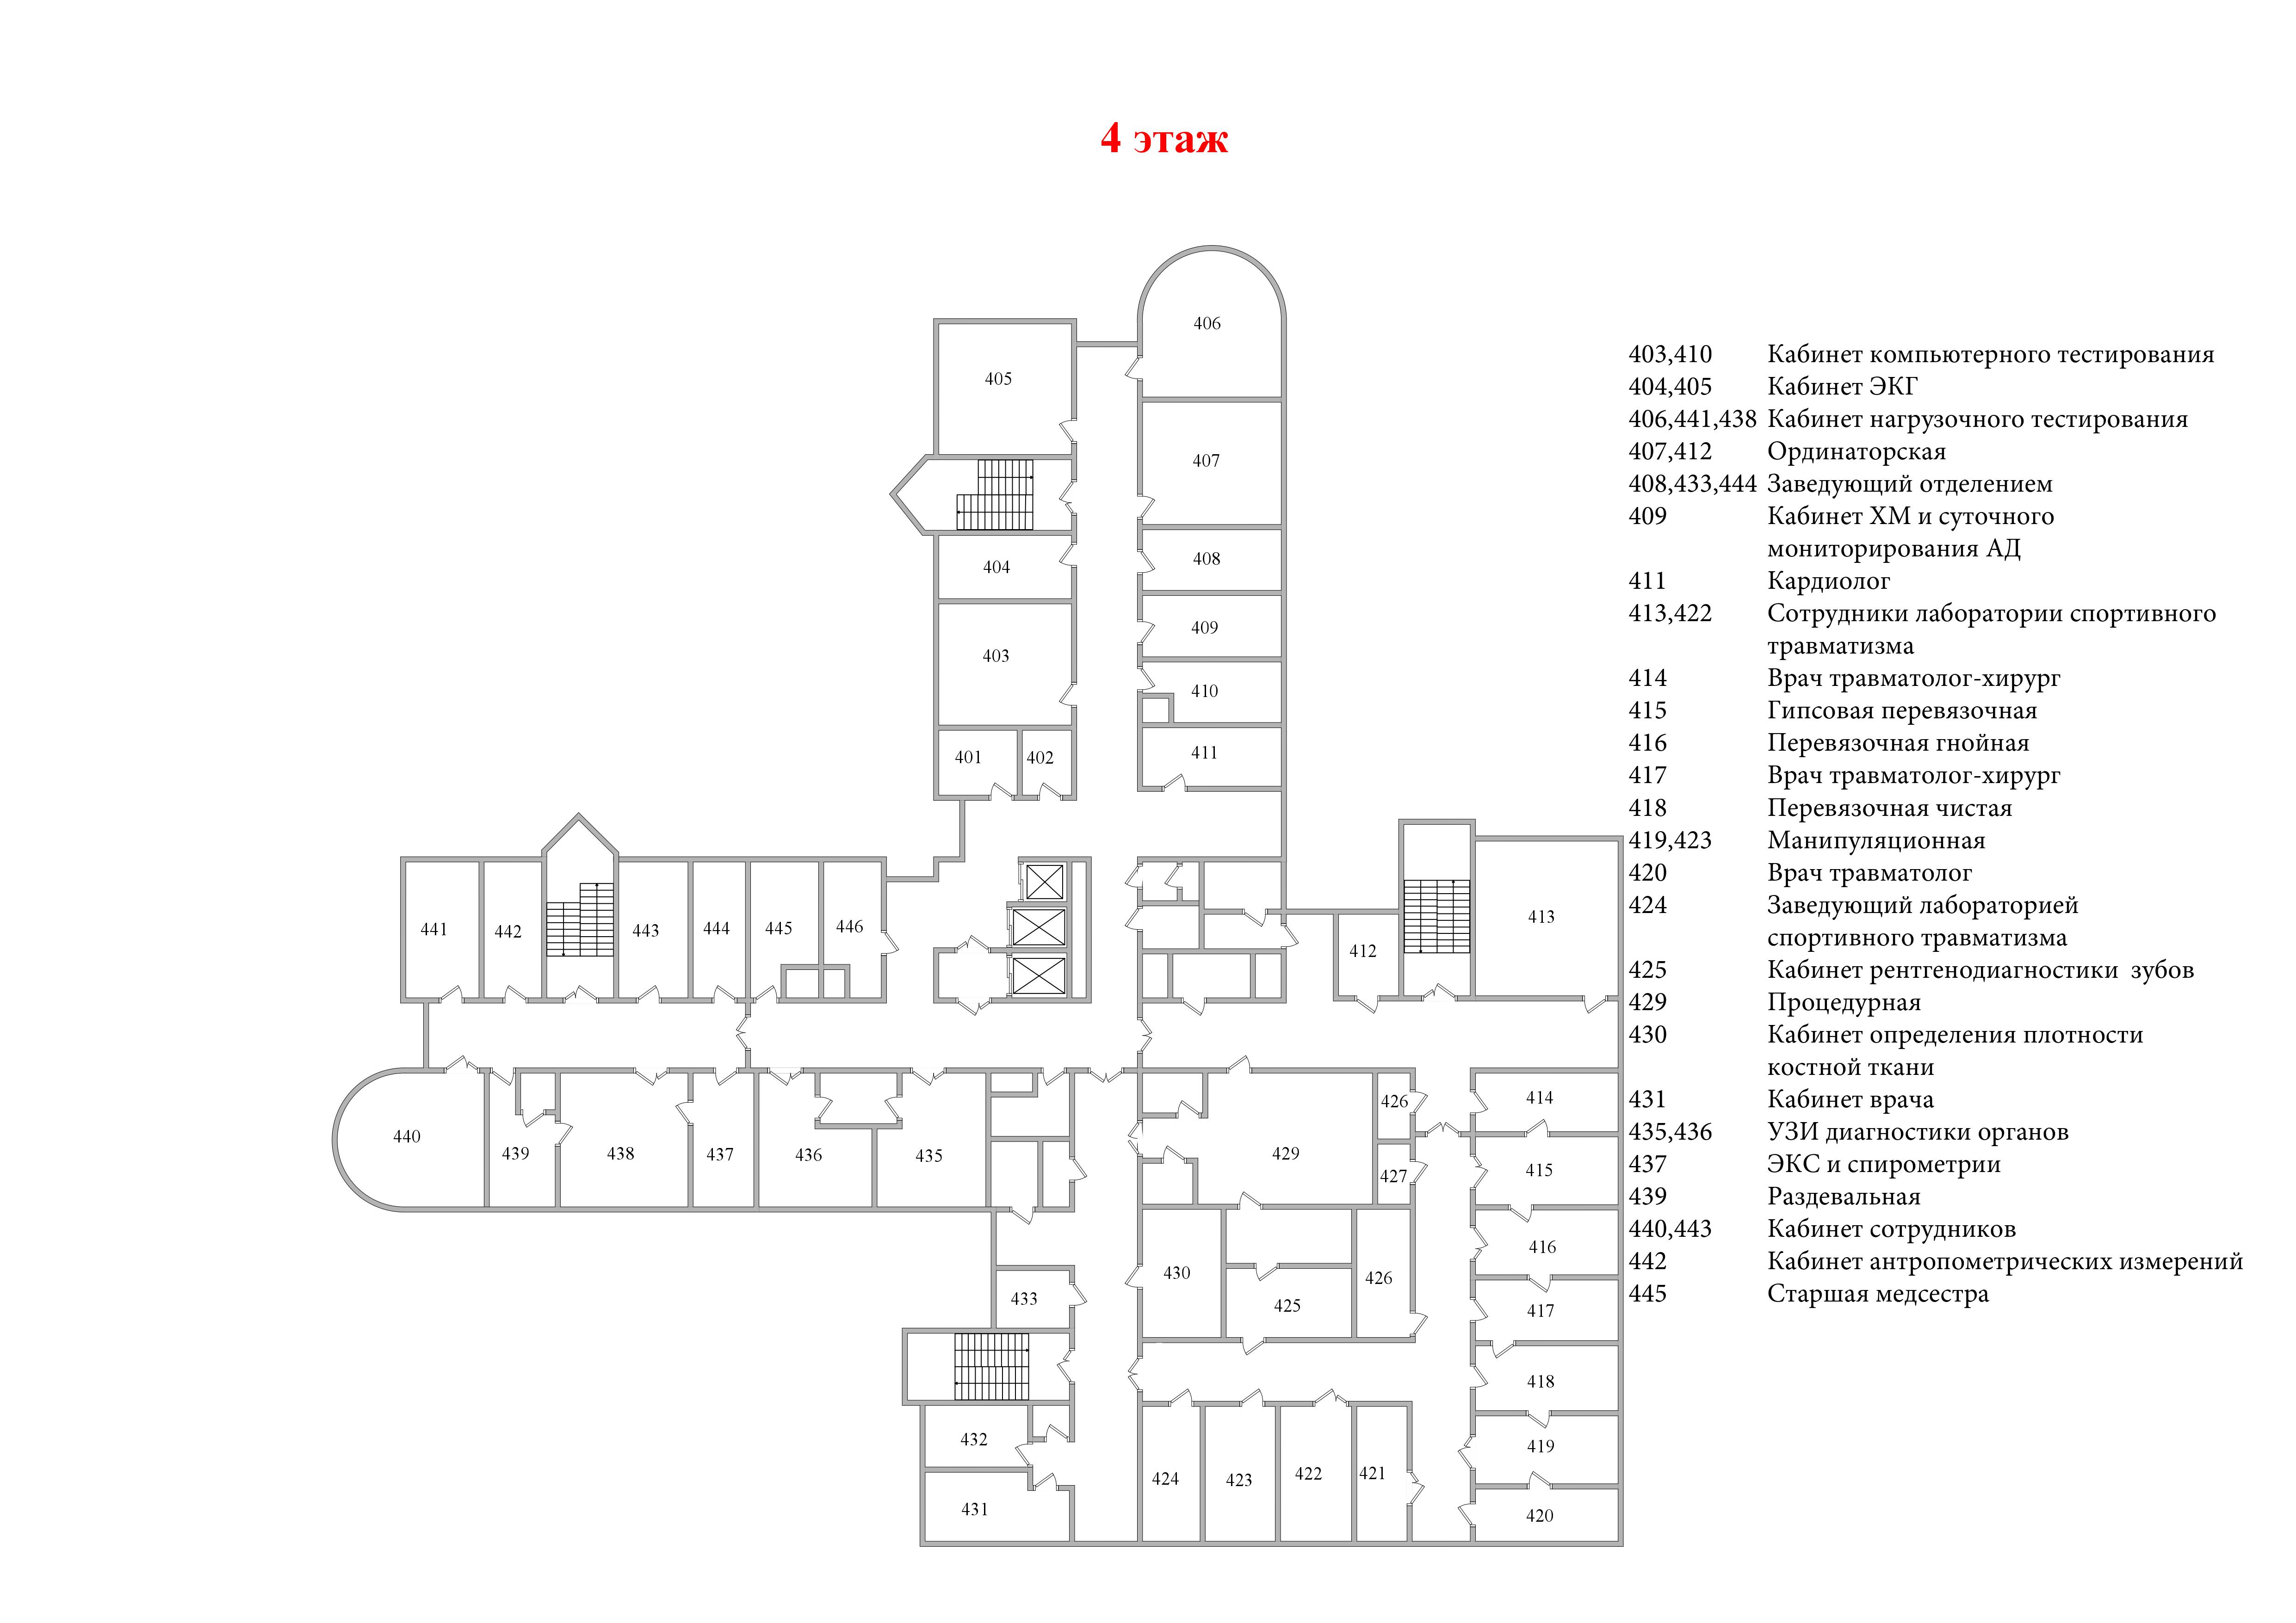 4 этаж
406
405
407
408
404
409
403
410
411
401
402
413
441
442
443
444
445
446
412
414
426
440
439
438
437
436
435
429
415
427
416
430
426
433
425
417
418
432
419
424
423
422
421
431
420
403,410 Кабинет компьютерного тестирования
404,405 Кабинет ЭКГ
406,441,438 Кабинет нагрузочного тестирования
407,412 Ординаторская
408,433,444 Заведующий отделением
409 Кабинет ХМ и суточного
мониторирования АД
411 Кардиолог
413,422 Сотрудники лаборатории спортивного
травматизма
414 Врач травматолог-хирург
415 Гипсовая перевязочная
416 Перевязочная гнойная
417 Врач травматолог-хирург
418 Перевязочная чистая
419,423 Манипуляционная
420 Врач травматолог
424 Заведующий лабораторией
спортивного травматизма
425 Кабинет рентгенодиагностики зубов
429 Процедурная
430 Кабинет определения плотности
костной ткани
431 Кабинет врача
435,436 УЗИ диагностики органов
437 ЭКС и спирометрии
439 Раздевальная
440,443 Кабинет сотрудников
442 Кабинет антропометрических измерений
445 Старшая медсестра